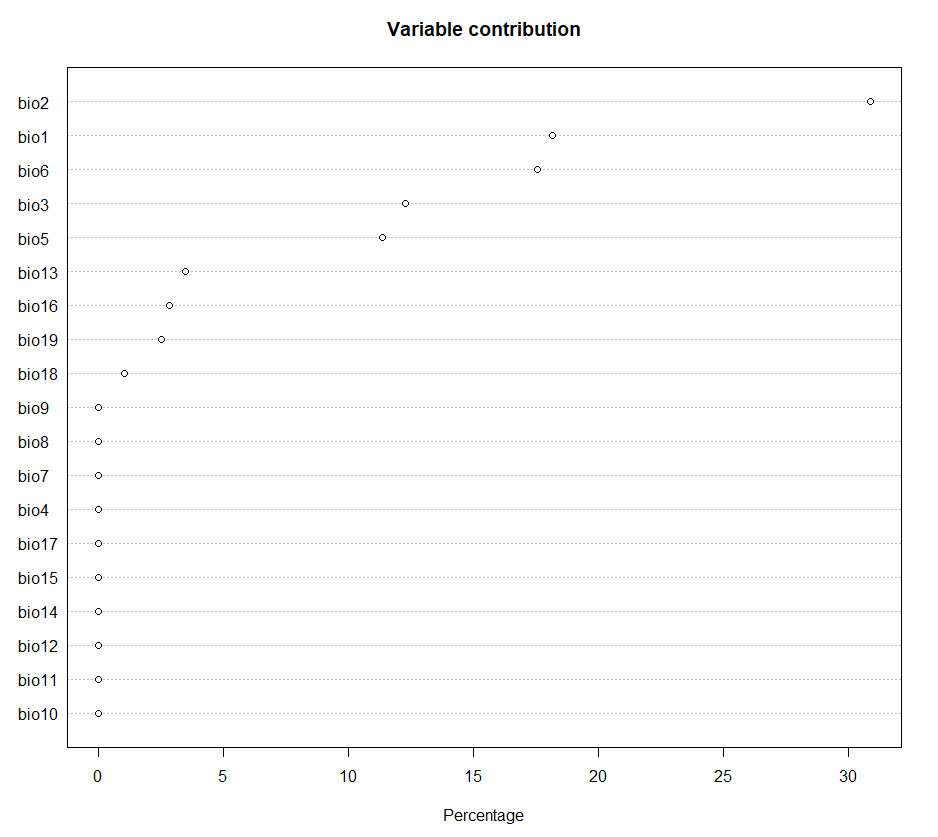 Variable contribution
bio2
bio1
bio6
bio3
bio5
bio13
bio16
bio19
bio18
bio9
bio8
bio7
bio4
bio17
bio15
bio14
bio12
bio11
bio10
0 5 10 15 20 25 30
Percentage